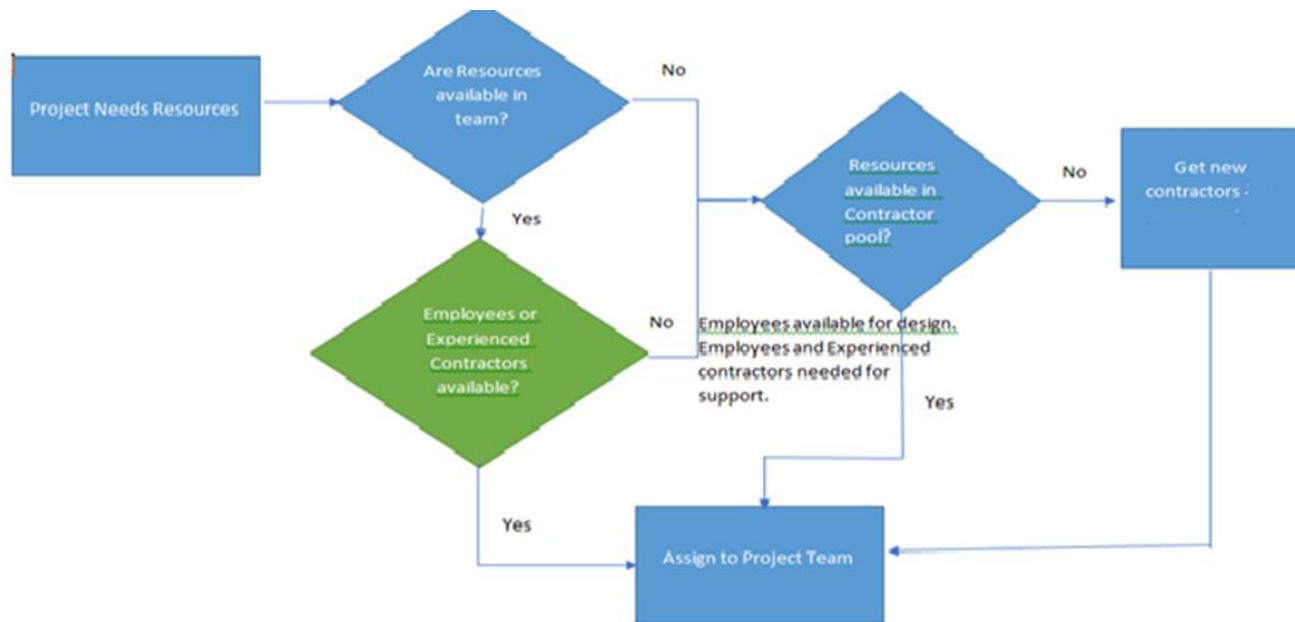 Project Needs Resources
Are Resources
available in
team?
No
Yes
Resources
available in
Contractor
pool?
No
Get new
contractors -
Employees or
Experienced
Contractors
available?
No
Employees available for design.
Employees and Experienced
contractors needed for
support.
Yes
Yes
Assign to Project Team